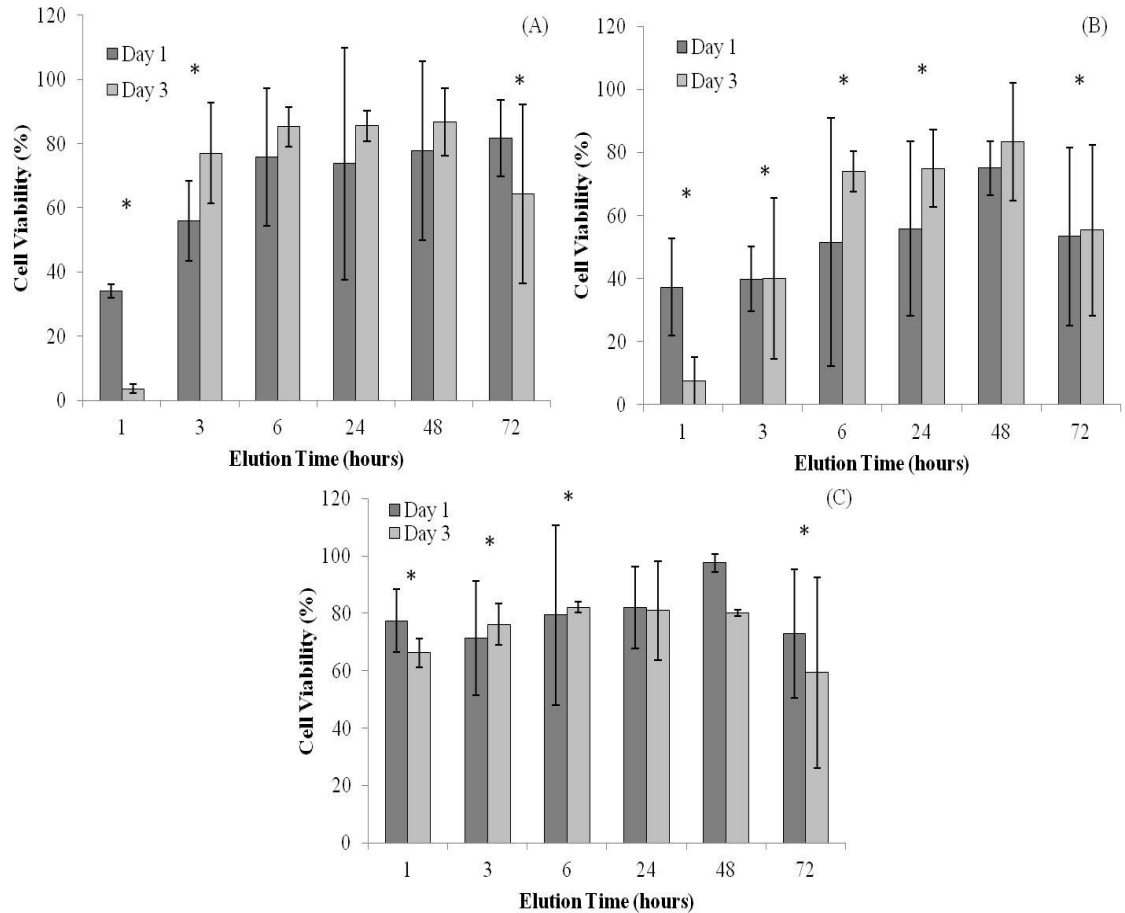 (A)
120
100
80
60
40
20
0
Cell Viability (%)
Day 1
Day 3
*
*
*
1 3 6 24 48 72
Elution Time (hours)
(B)
120
100
80
60
40
20
0
Cell Viability (%)
Day 1
Day 3
*
*
*
*
*
1 3 6 24 48 72
Elution Time (hours)
(C)
120
100
80
60
40
20
0
Cell Viability (%)
Day 1
Day 3
*
*
*
*
1 3 6 24 48 72
Elution Time (hours)